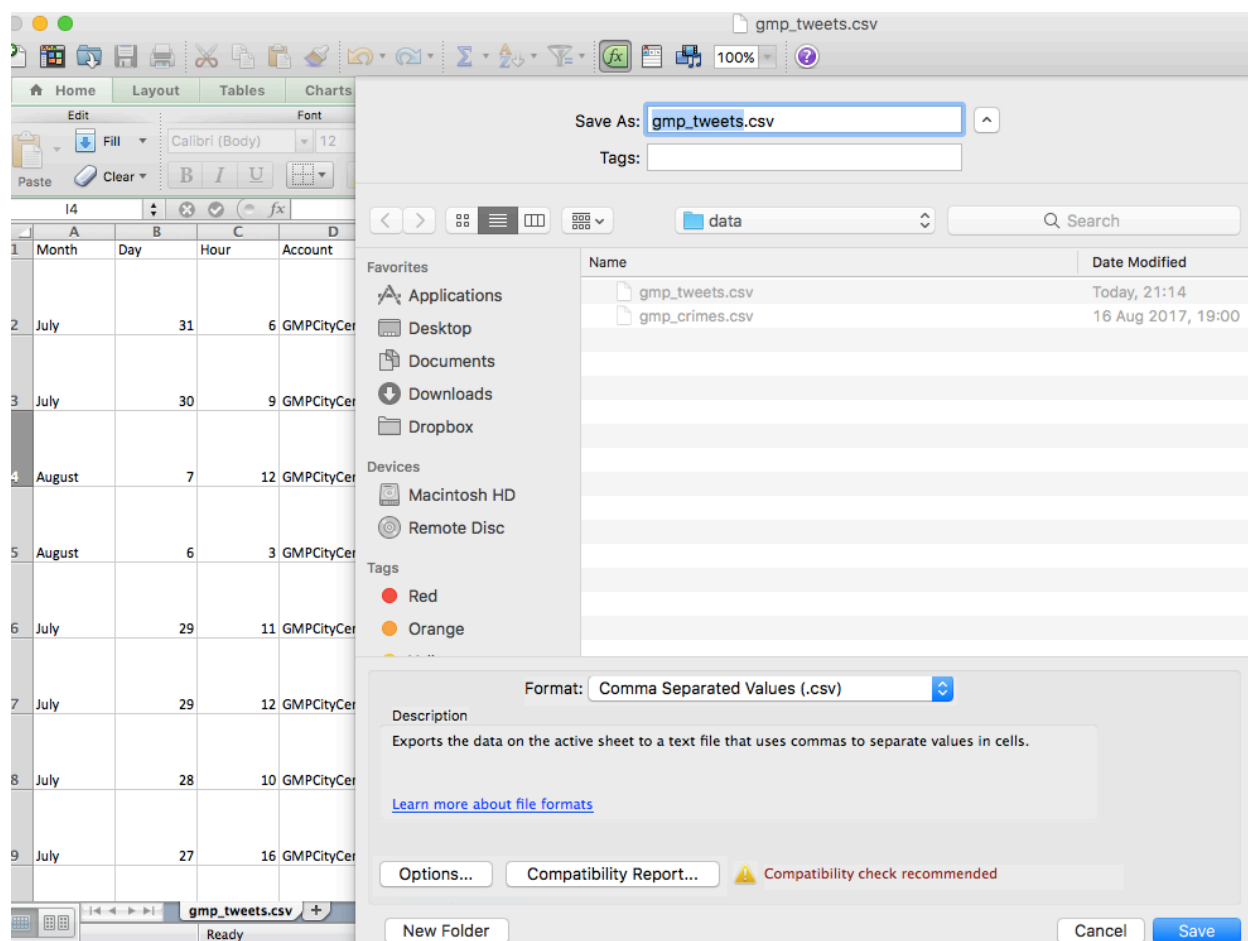 gmp_tweets.csv
100%
Home Layout Tables Charts
Edit Font
Fill Calibri (Body) 12
Paste Clear B I U
I4 fx
A B C D
1 Month Day Hour Account
2 July 31 6 GMPCityCer
3 July 30 9 GMPCityCer
4 August 7 12 GMPCityCer
5 August 6 3 GMPCityCer
6 July 29 11 GMPCityCer
7 July 29 12 GMPCityCer
8 July 28 10 GMPCityCer
9 July 27 16 GMPCityCer
gmp_tweets.csv +
Ready
Save As: gmp_tweets.csv
Tags:
data
Search
Favorites
Applications
Desktop
Documents
Downloads
Dropbox
Devices
Macintosh HD
Remote Disc
Tags
Red
Orange
Name Date Modified
gmp_tweets.csv Today, 21:14
gmp_crimes.csv 16 Aug 2017, 19:00
Format: Comma Separated Values (.csv)
Description
Exports the data on the active sheet to a text file that uses commas to separate values in cells.
Learn more about file formats
Options... Compatibility Report... Compatibility check recommended
New Folder Cancel Save